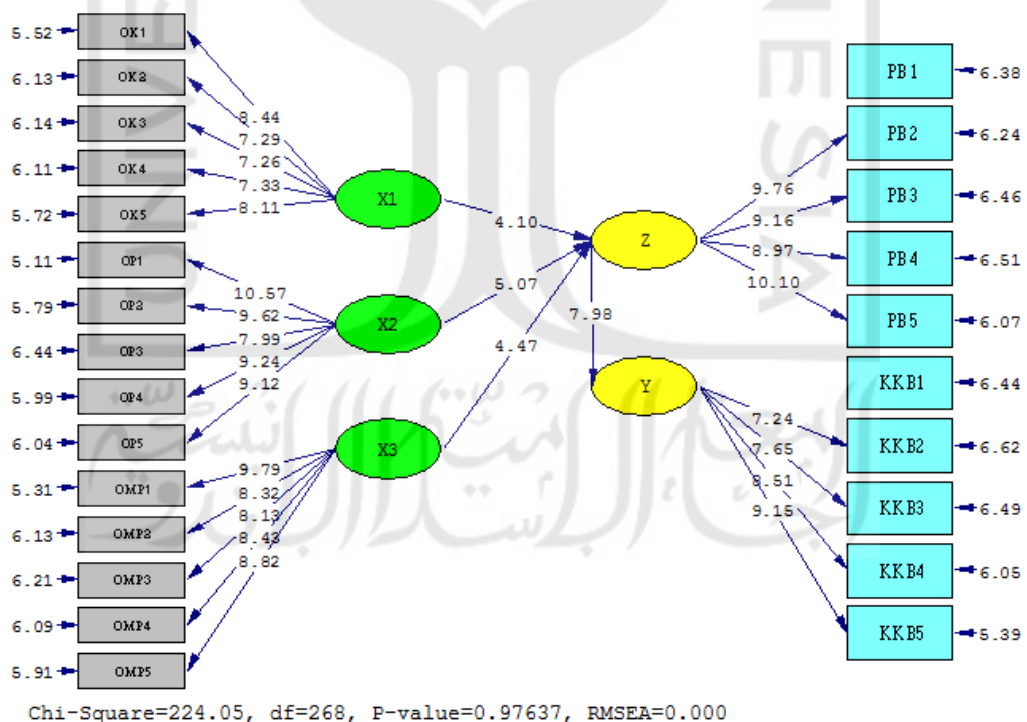 5.52 OK1
6.13 OK2
6.14 OK3
6.11 OK4
5.72 OK5
5.11 OP1
5.79 OP2
6.44 OP3
5.99 OP4
6.04 OP5
5.31 OMP1
6.13 OMP2
6.21 OMP3
6.09 OMP4
5.91 OMP5
8.44
7.29
7.26
7.33
8.11
10.57
9.62
7.99
9.24
9.12
9.79
8.32
8.13
8.43
8.82
X1
X2
X3
4.10
5.07
4.47
Z
7.98
Y
9.76
9.16
8.97
10.10
7.24
7.65
8.51
9.15
PB1 6.38
PB2 6.24
PB3 6.46
PB4 6.51
PB5 6.07
KKB1 6.44
KKB2 6.62
KKB3 6.49
KKB4 6.05
KKB5 5.39
Chi-Square=224.05, df=268, P-value=0.97637, RMSEA=0.000
NESIA